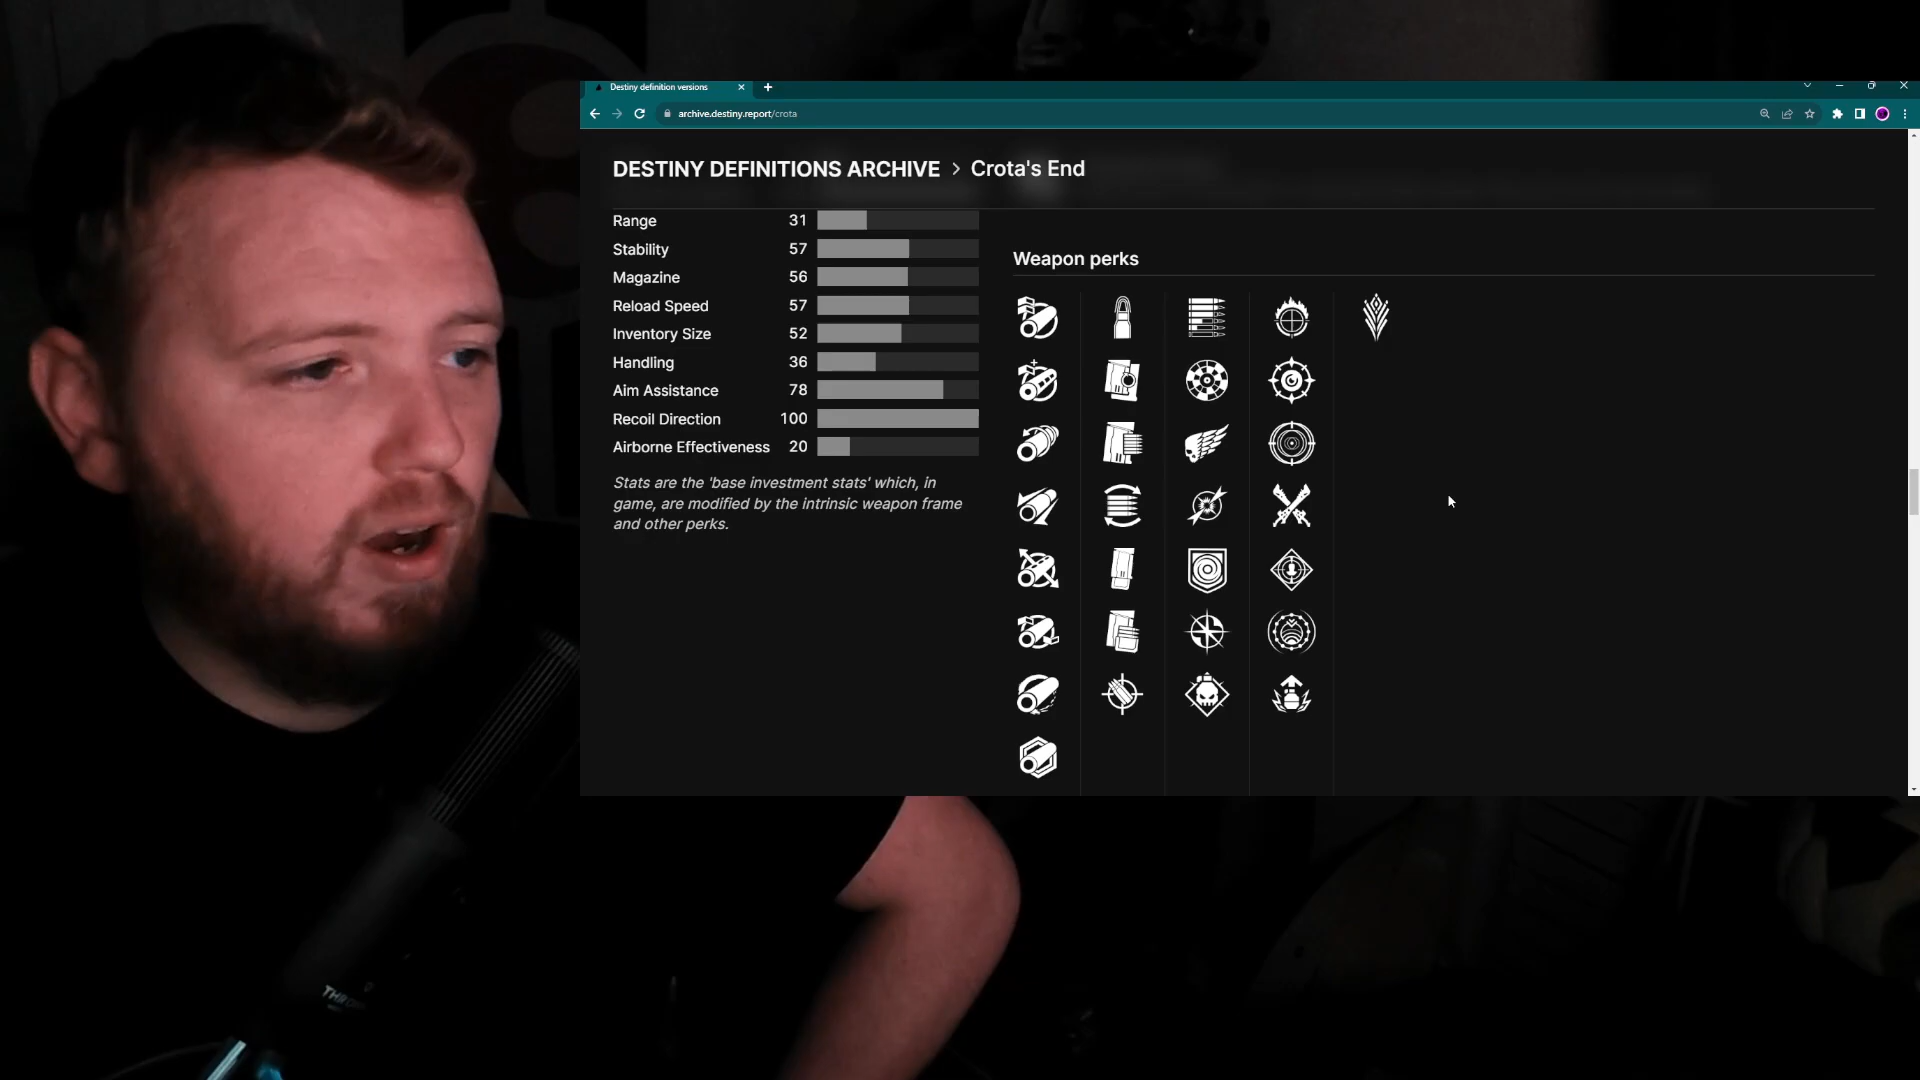 Destiny definition versions
archive.destiny.report/crota
DESTINY DEFINITIONS ARCHIVE > Crota's End
Range 31
Stability 57
Magazine 56
Reload Speed 57
Inventory Size 52
Handling 36
Aim Assistance 78
Recoil Direction 100
Airborne Effectiveness 20
Stats are the 'base investment stats' which, in
game, are modified by the intrinsic weapon frame
and other perks.
Weapon perks